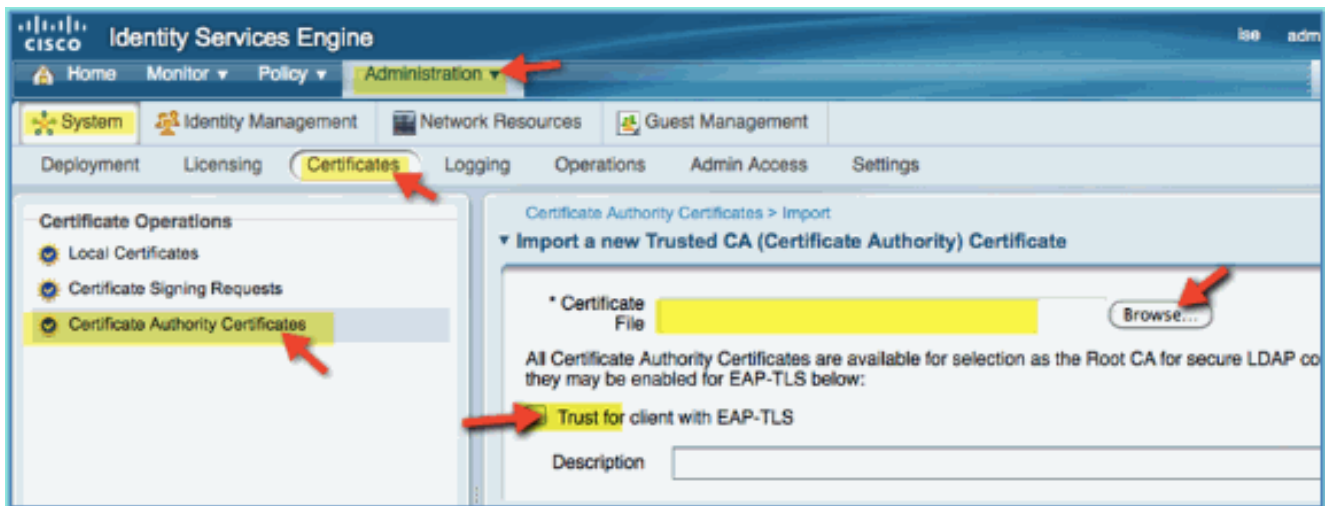 CISCO Identity Services Engine ise adm
Home Monitor Policy Administration
System Identity Management Network Resources Guest Management
Deployment Licensing Certificates Logging Operations Admin Access Settings
Certificate Operations
Local Certificates
Certificate Signing Requests
Certificate Authority Certificates
Certificate Authority Certificates > Import
Import a new Trusted CA (Certificate Authority) Certificate
* Certificate
File
Browse...
All Certificate Authority Certificates are available for selection as the Root CA for secure LDAP co
they may be enabled for EAP-TLS below:
Trust for client with EAP-TLS
Description